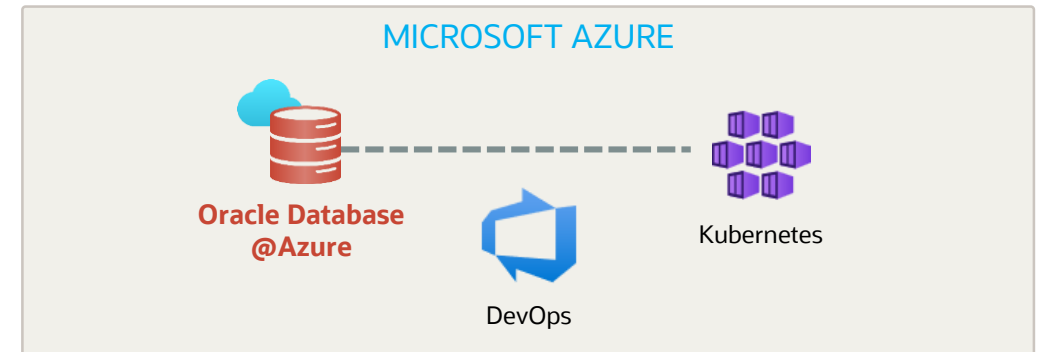 MICROSOFT AZURE
Oracle Database
@Azure
Kubernetes
DevOps